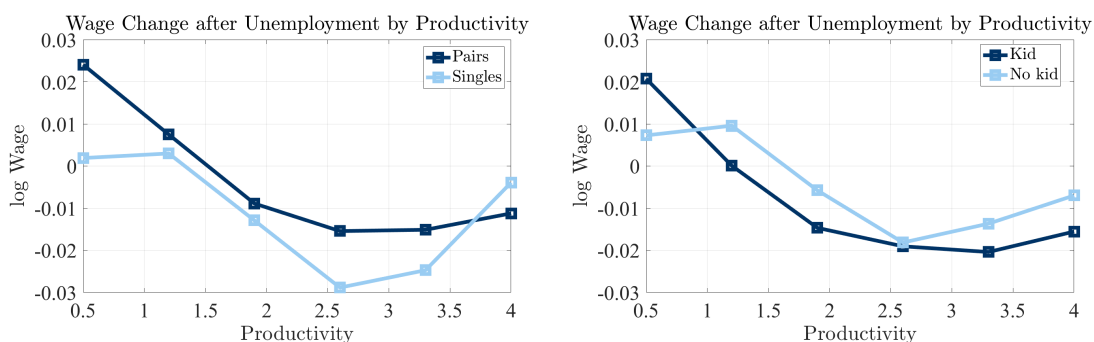 Wage Change after Unemployment by Productivity
0.03
0.02
0.01
0
-0.01
-0.02
-0.03
log Wage
Pairs
Singles
0.5 1 1.5 2 2.5 3 3.5 4
Productivity
Wage Change after Unemployment by Productivity
0.03
0.02
0.01
0
-0.01
-0.02
-0.03
log Wage
Kid
No kid
0.5 1 1.5 2 2.5 3 3.5 4
Productivity